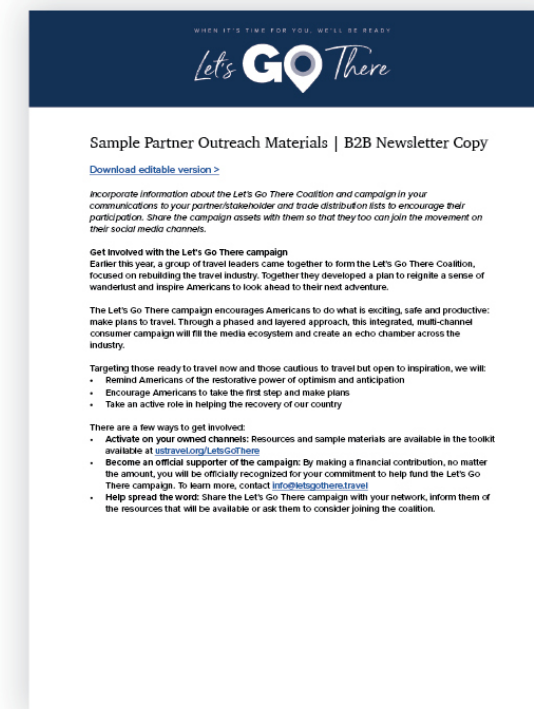 WHEN IT'S TIME FOR YOU, WE'LL BE READY
Let's GO There
Sample Partner Outreach Materials | B2B Newsletter Copy
Download editable version >
Incorporate information about the Let's Go There Coalition and campaign in your
communications to your partner/stakeholder and trade distribution lists to encourage their
participation. Share the campaign assets with them so that they too can join the movement on
their social media channels.
Get Involved with the Let's Go There campaign
Earlier this year, a group of travel leaders came together to form the Let's Go There Coalition,
focused on rebuilding the travel industry. Together they developed a plan to reignite a sense of
wanderlust and inspire Americans to look ahead to their next adventure.
The Let's Go There campaign encourages Americans to do what is exciting, safe and productive:
make plans to travel. Through a phased and layered approach, this integrated, multi-channel
consumer campaign will fill the media ecosystem and create an echo chamber across the
industry.
Targeting those ready to travel now and those cautious to travel but open to inspiration, we will:
• Remind Americans of the restorative power of optimism and anticipation
• Encourage Americans to take the first step and make plans
• Take an active role in helping the recovery of our country
There are a few ways to get involved:
• Activate on your owned channels: Resources and sample materials are available in the toolkit
available at ustravel.org/LetsGoThere
• Become an official supporter of the campaign: By making a financial contribution, no matter
the amount, you will be officially recognized for your commitment to help fund the Let's Go
There campaign. To learn more, contact info@letsgothere.travel
• Help spread the word: Share the Let's Go There campaign with your network, inform them of
the resources that will be available or ask them to consider joining the coalition.